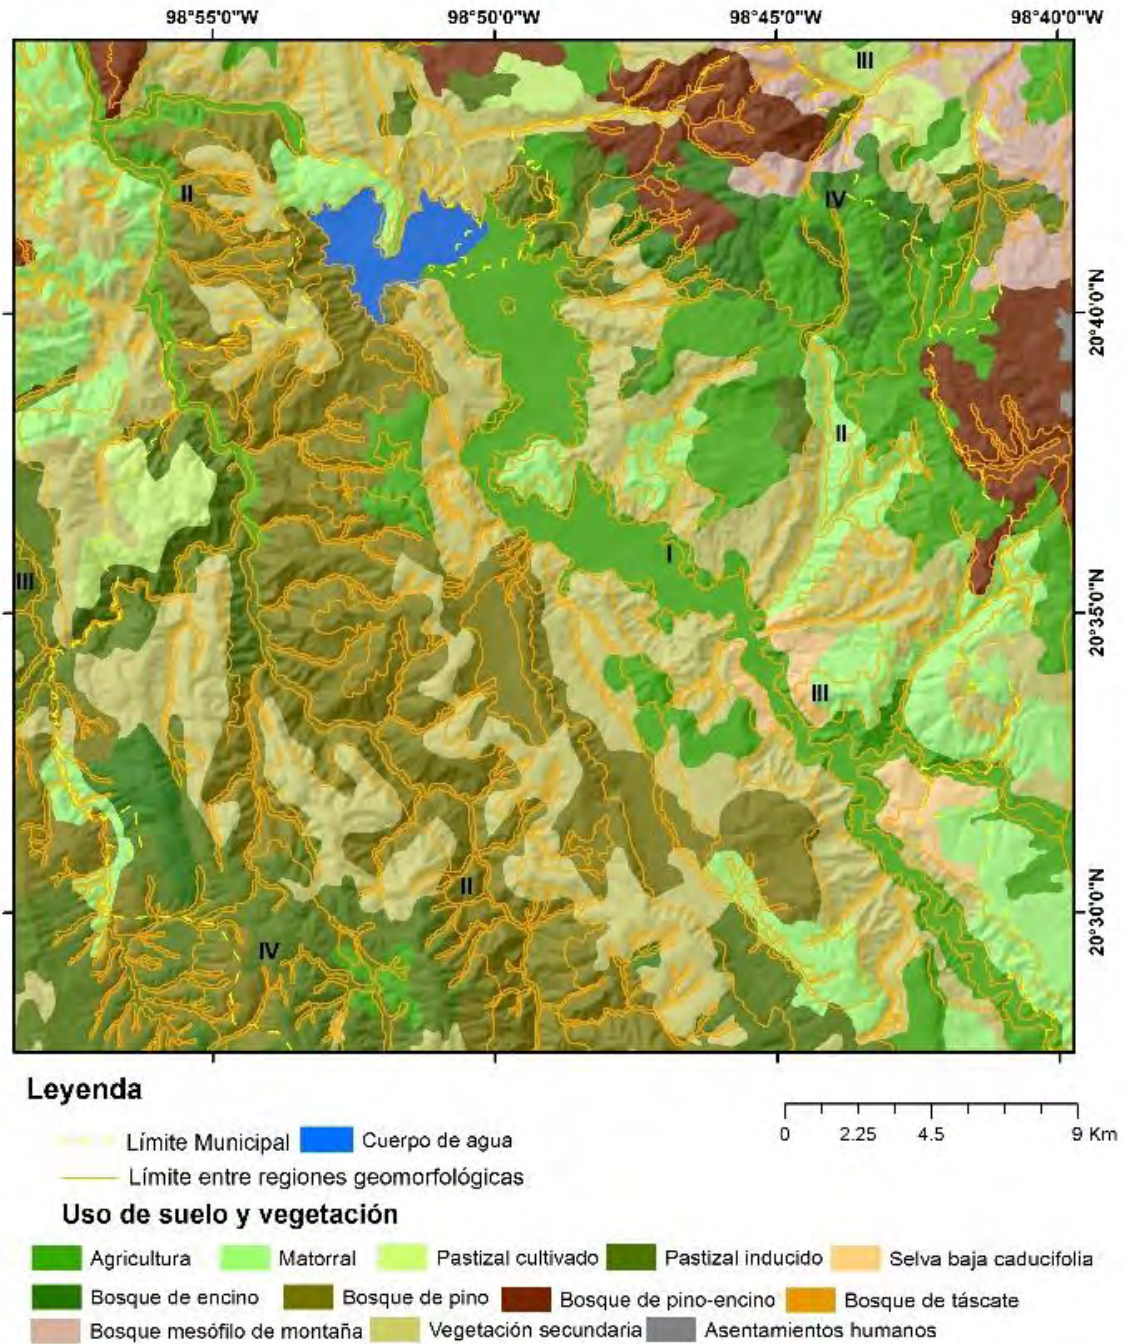 98°55'0"W 98°50'0"W 98°45'0"W 98°40'0"W
III
II
IV
20°40'0"N
II
I
III
20°35'0"N
III
II
20°30'0"N
IV
Leyenda
Límite Municipal Cuerpo de agua
Límite entre regiones geomorfológicas
0 2.25 4.5 9 Km
Uso de suelo y vegetación
Agricultura Matorral Pastizal cultivado Pastizal inducido Selva baja caducifolia
Bosque de encino Bosque de pino Bosque de pino-encino Bosque de táscate
Bosque mesófilo de montaña Vegetación secundaria Asentamientos humanos